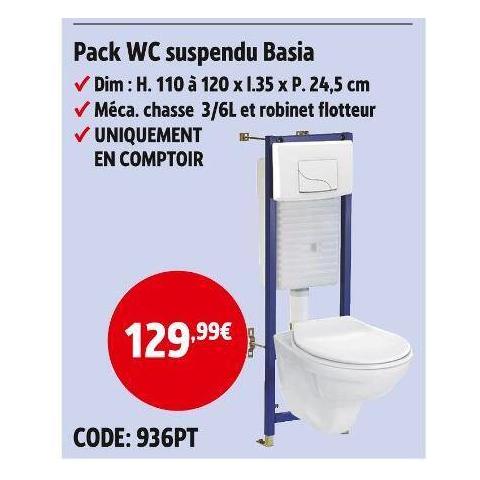 Pack WC suspendu Basia
✓ Dim : H. 110 à 120 x l.35 x P. 24,5 cm
✓ Méca. chasse 3/6L et robinet flotteur
✓ UNIQUEMENT
EN COMPTOIR
129,99€
CODE: 936PT